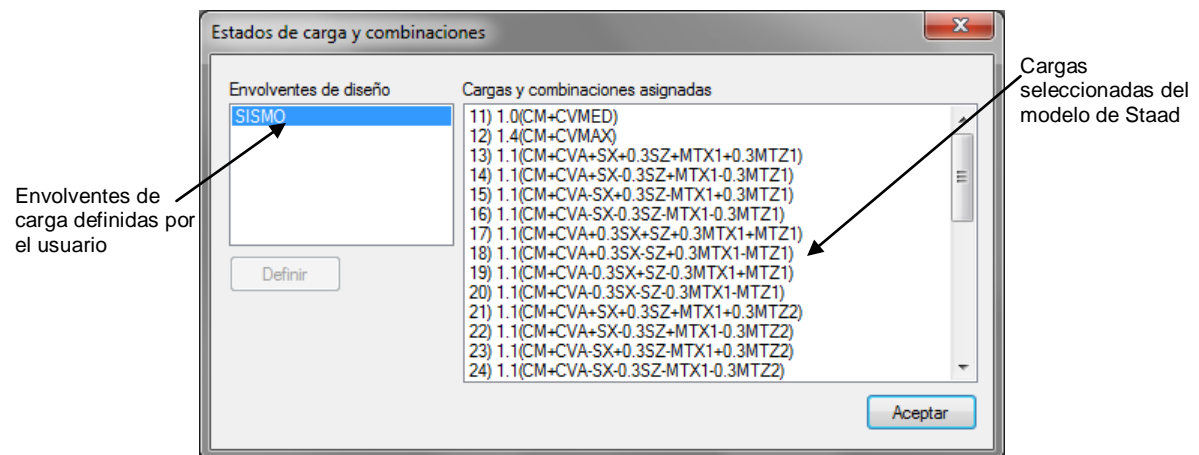 Estados de carga y combinaciones
Envolventes de diseño
SISMO
Definir
Cargas y combinaciones asignadas
11) 1.0(CM+CVMED)
12) 1.4(CM+CVMAX)
13) 1.1(CM+CVA+SX+0.3SZ+MTX1+0.3MTZ1)
14) 1.1(CM+CVA+SX-0.3SZ+MTX1-0.3MTZ1)
15) 1.1(CM+CVA-SX+0.3SZ-MTX1+0.3MTZ1)
16) 1.1(CM+CVA-SX-0.3SZ-MTX1-0.3MTZ1)
17) 1.1(CM+CVA+0.3SX+SZ+0.3MTX1+MTZ1)
18) 1.1(CM+CVA+0.3SX-SZ+0.3MTX1-MTZ1)
19) 1.1(CM+CVA-0.3SX+SZ-0.3MTX1+MTZ1)
20) 1.1(CM+CVA-0.3SX-SZ-0.3MTX1-MTZ1)
21) 1.1(CM+CVA+SX+0.3SZ+MTX1+0.3MTZ2)
22) 1.1(CM+CVA+SX-0.3SZ+MTX1-0.3MTZ2)
23) 1.1(CM+CVA-SX+0.3SZ-MTX1+0.3MTZ2)
24) 1.1(CM+CVA-SX-0.3SZ-MTX1-0.3MTZ2)
Aceptar
Envolventes de
carga definidas por
el usuario
Cargas
seleccionadas del
modelo de Staad